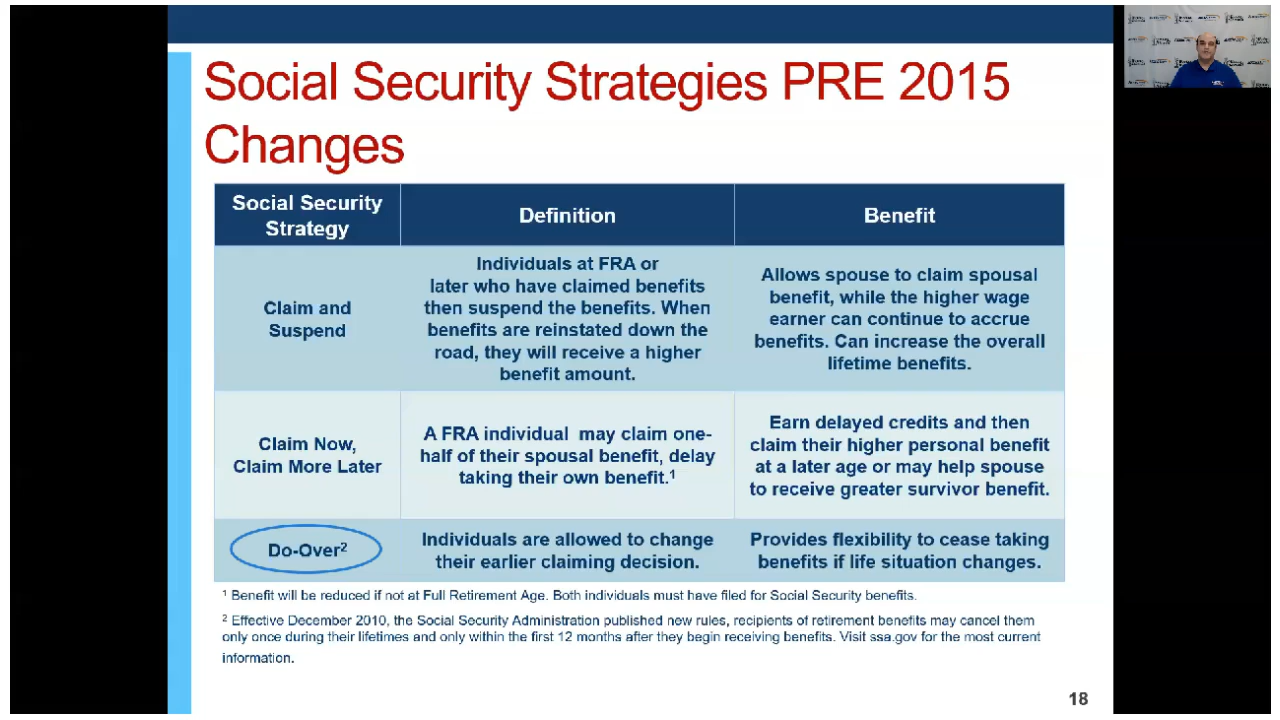 Social Security Strategies PRE 2015
Changes
Social Security
Strategy
Definition
Benefit
Claim and
Suspend
Individuals at FRA or
later who have claimed benefits
then suspend the benefits. When
benefits are reinstated down the
road, they will receive a higher
benefit amount.
Allows spouse to claim spousal
benefit, while the higher wage
earner can continue to accrue
benefits. Can increase the overall
lifetime benefits.
Claim Now,
Claim More Later
A FRA individual may claim one-
half of their spousal benefit, delay
taking their own benefit.¹
Earn delayed credits and then
claim their higher personal benefit
at a later age or may help spouse
to receive greater survivor benefit.
Do-Over²
Individuals are allowed to change
their earlier claiming decision.
Provides flexibility to cease taking
benefits if life situation changes.
¹ Benefit will be reduced if not at Full Retirement Age. Both individuals must have filed for Social Security benefits.
² Effective December 2010, the Social Security Administration published new rules, recipients of retirement benefits may cancel them
only once during their lifetimes and only within the first 12 months after they begin receiving benefits. Visit ssa.gov for the most current
information.
18